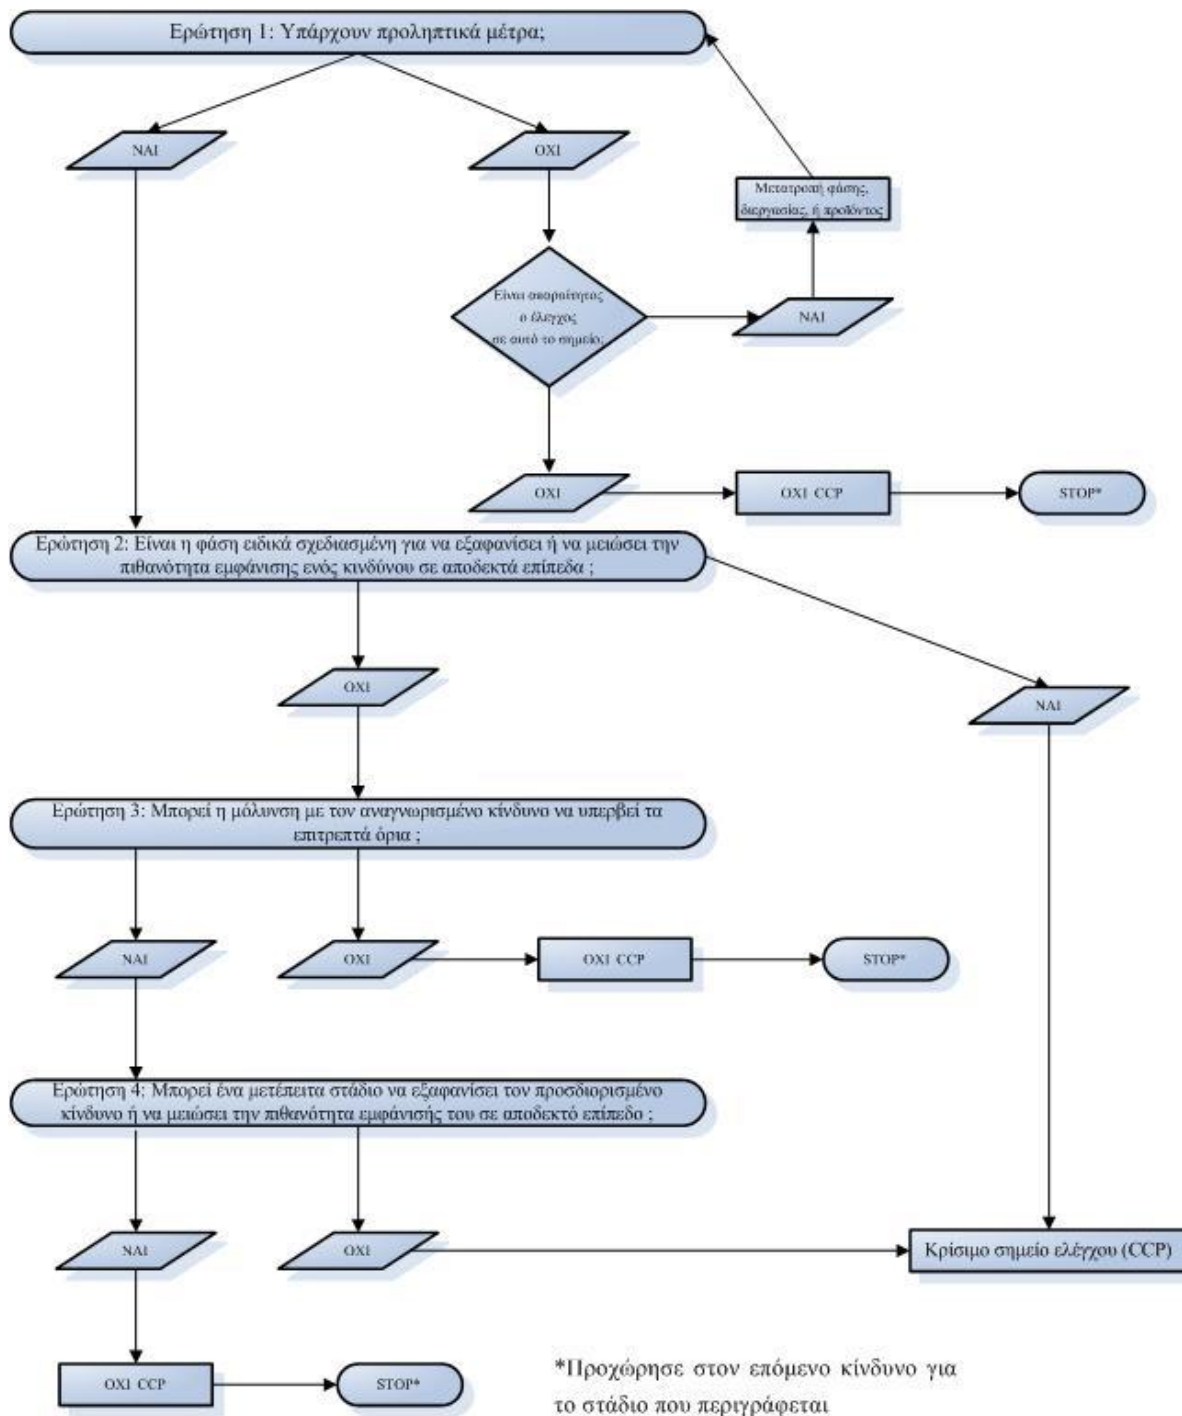 Ερώτηση 1: Υπάρχουν προληπτικά μέτρα;
ΝΑΙ
ΟΧΙ
Μετατροπή φάσης,
διεργασίας, ή προϊόντος
Είναι απαραίτητος
ο έλεγχος
σε αυτό το σημείο;
ΝΑΙ
ΟΧΙ
ΟΧΙ CCP
STOP*
Ερώτηση 2: Είναι η φάση ειδικά σχεδιασμένη για να εξαφανίσει ή να μειώσει την
πιθανότητα εμφάνισης ενός κινδύνου σε αποδεκτά επίπεδα ;
ΟΧΙ
ΝΑΙ
Ερώτηση 3: Μπορεί η μόλυνση με τον αναγνωρισμένο κίνδυνο να υπερβεί τα
επιτρεπτά όρια ;
ΝΑΙ
ΟΧΙ
ΟΧΙ CCP
STOP*
Ερώτηση 4: Μπορεί ένα μετέπειτα στάδιο να εξαφανίσει τον προσδιορισμένο
κίνδυνο ή να μειώσει την πιθανότητα εμφάνισής του σε αποδεκτό επίπεδο ;
ΝΑΙ
ΟΧΙ
Κρίσιμο σημείο ελέγχου (CCP)
ΟΧΙ CCP
STOP*
*Προχώρησε στον επόμενο κίνδυνο για
το στάδιο που περιγράφεται